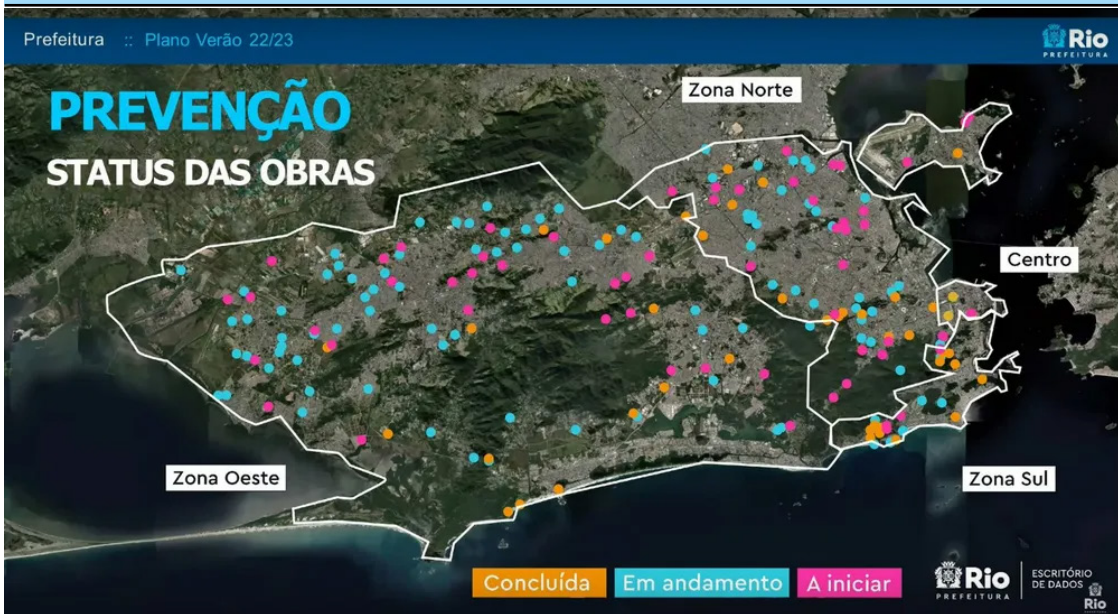 Prefeitura :: Plano Verão 22/23
Rio
PREFEITURA
PREVENÇÃO
STATUS DAS OBRAS
Zona Norte
Centro
Zona Oeste
Zona Sul
Concluída
Em andamento
A iniciar
Rio
PREFEITURA
ESCRITÓRIO
DE DADOS
Rio